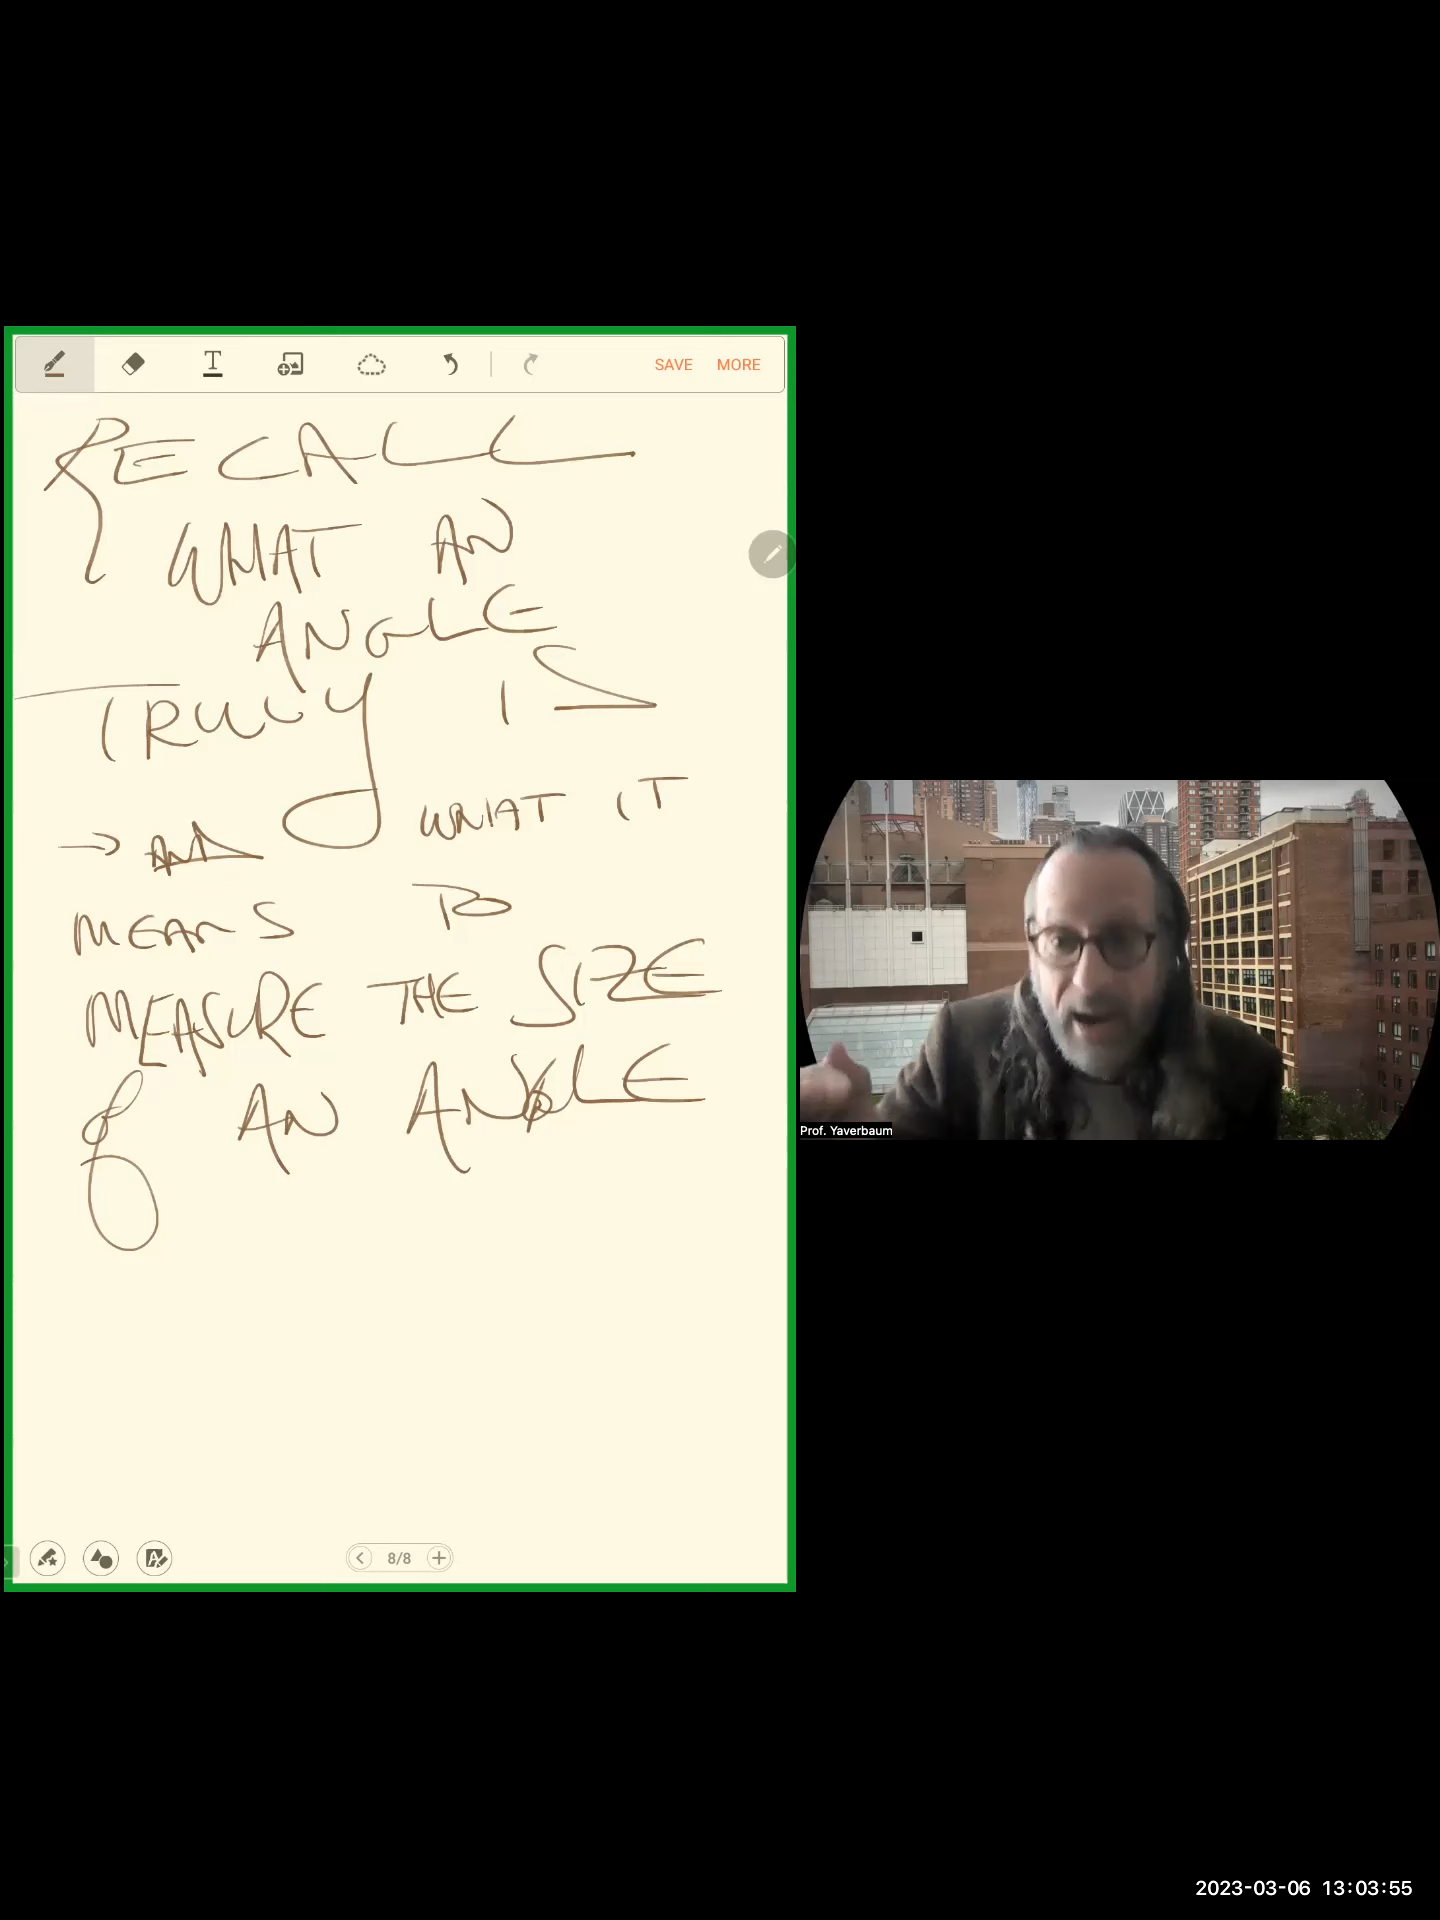 T
SAVE MORE
RECALL
WHAT AN
ANGLE
TRULY IS
→ AND WHAT IT
MEANS TO
MEASURE THE SIZE
of AN ANGLE
A
8/8
Prof. Yaverbaum
2023-03-06 13:03:55